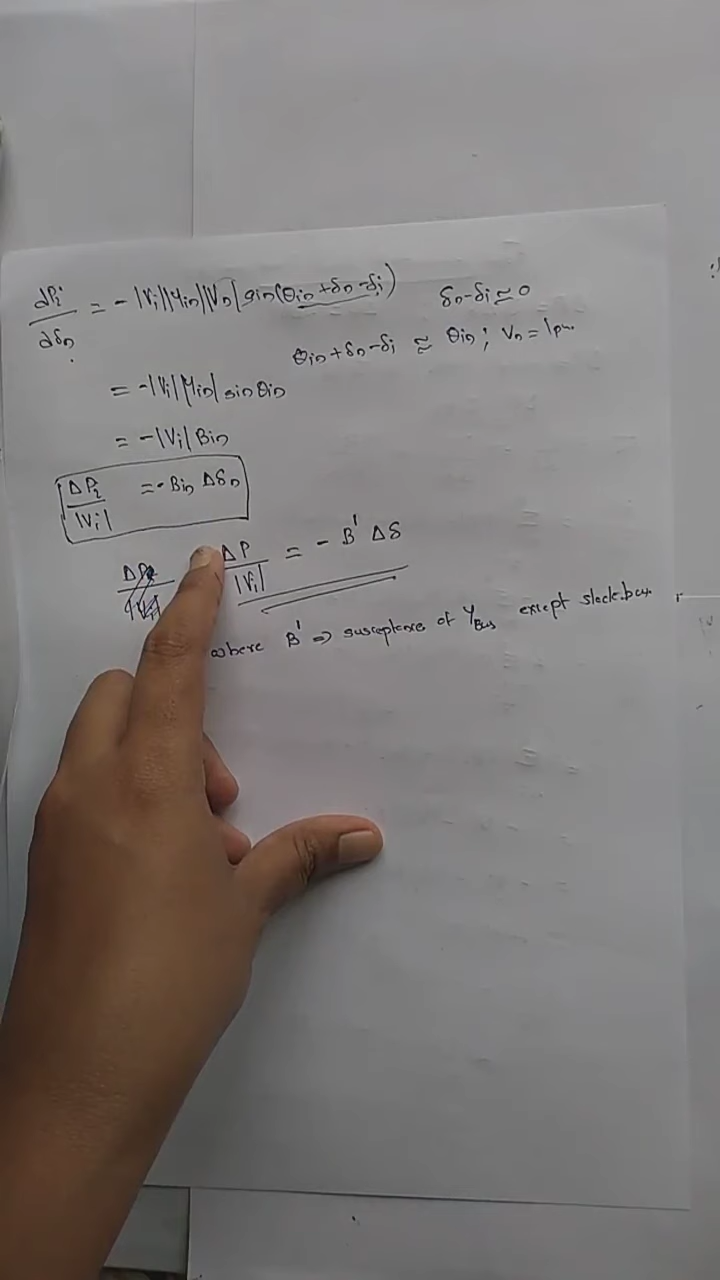 ∂Pi/∂δn = -|Vi||Yin||Vn| sin(θin + δn - δi)   δn - δi ≃ 0
θin + δn - δi ≈ θin ; Vn = 1pu.
= -|Vi||Yin| sin θin
= -|Vi| Bin
ΔPi/|Vi| = - Bin Δδn
ΔP/|Vi| = - B' Δδ
where B' ⇒ susceptance of YBus except slack bus.